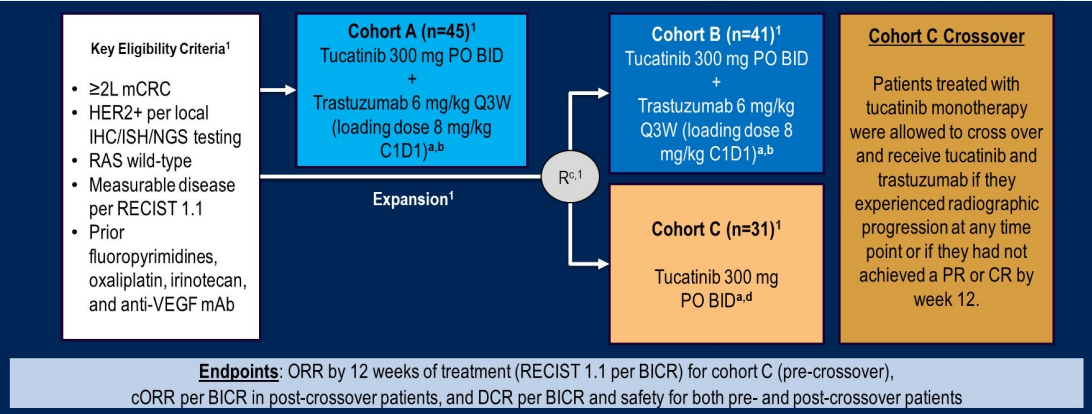 Key Eligibility Criteria¹
• ≥2L mCRC
• HER2+ per local
IHC/ISH/NGS testing
• RAS wild-type
• Measurable disease
per RECIST 1.1
• Prior
fluoropyrimidines,
oxaliplatin, irinotecan,
and anti-VEGF mAb
Cohort A (n=45)¹
Tucatinib 300 mg PO BID
+
Trastuzumab 6 mg/kg Q3W
(loading dose 8 mg/kg
C1D1)ᵃ,ᵇ
Expansion¹
Rᶜ,¹
Cohort B (n=41)¹
Tucatinib 300 mg PO BID
+
Trastuzumab 6 mg/kg
Q3W (loading dose 8
mg/kg C1D1)ᵃ,ᵇ
Cohort C (n=31)¹
Tucatinib 300 mg
PO BIDᵃ,ᵈ
Cohort C Crossover
Patients treated with
tucatinib monotherapy
were allowed to cross over
and receive tucatinib and
trastuzumab if they
experienced radiographic
progression at any time
point or if they had not
achieved a PR or CR by
week 12.
Endpoints: ORR by 12 weeks of treatment (RECIST 1.1 per BICR) for cohort C (pre-crossover),
cORR per BICR in post-crossover patients, and DCR per BICR and safety for both pre- and post-crossover patients